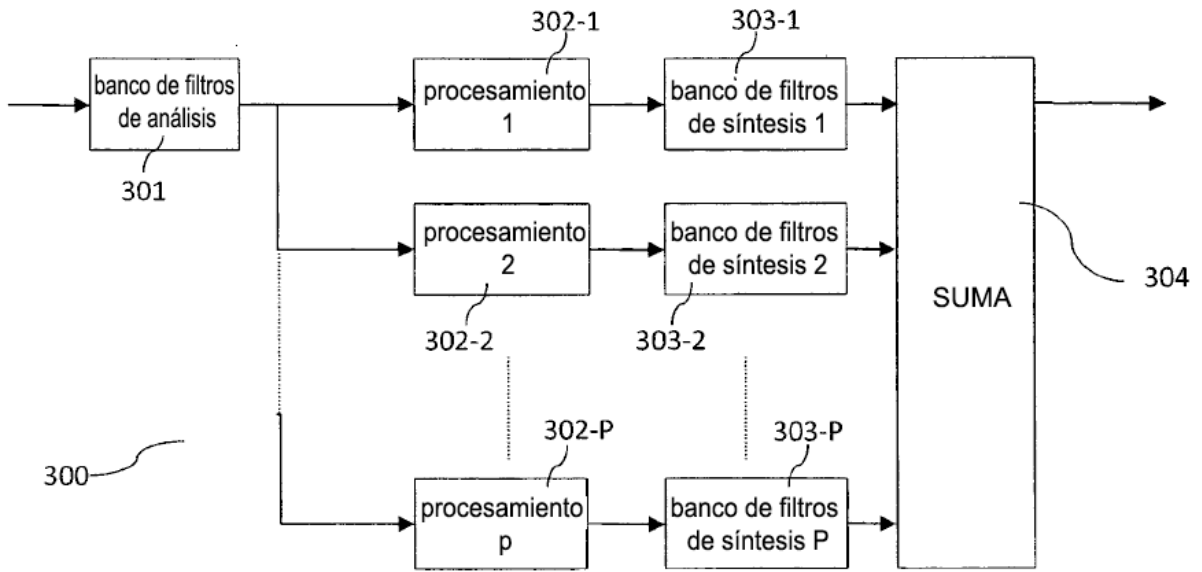 302-1
303-1
banco de filtros
de análisis
301
procesamiento
1
banco de filtros
de síntesis 1
procesamiento
2
302-2
banco de filtros
de síntesis 2
303-2
SUMA
304
302-P
303-P
300
procesamiento
p
banco de filtros
de síntesis P